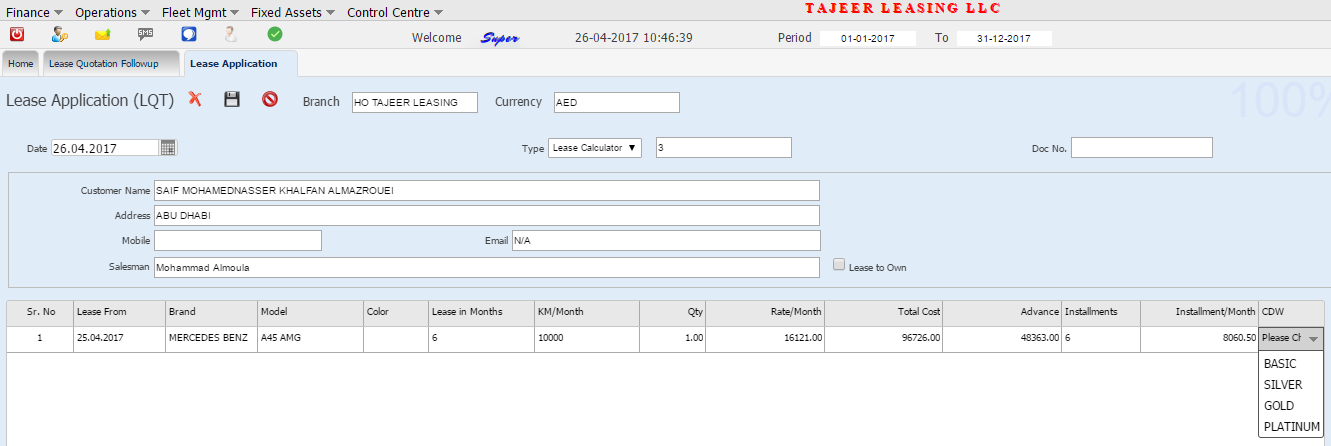 Finance Operations Fleet Mgmt Fixed Assets Control Centre TAJEER LEASING LLC
SMS Welcome Super 26-04-2017 10:46:39 Period 01-01-2017 To 31-12-2017
Home Lease Quotation Followup Lease Application
Lease Application (LQT) Branch HO TAJEER LEASING Currency AED 100%
Date 26.04.2017 Type Lease Calculator 3 Doc No.
Customer Name SAIF MOHAMEDNASSER KHALFAN ALMAZROUEI
Address ABU DHABI
Mobile Email N/A
Salesman Mohammad Almoula Lease to Own
Sr. No Lease From Brand Model Color Lease in Months KM/Month Qty Rate/Month Total Cost Advance Installments Installment/Month CDW
1 25.04.2017 MERCEDES BENZ A45 AMG 6 10000 1.00 16121.00 96726.00 48363.00 6 8060.50 Please Ch
BASIC
SILVER
GOLD
PLATINUM